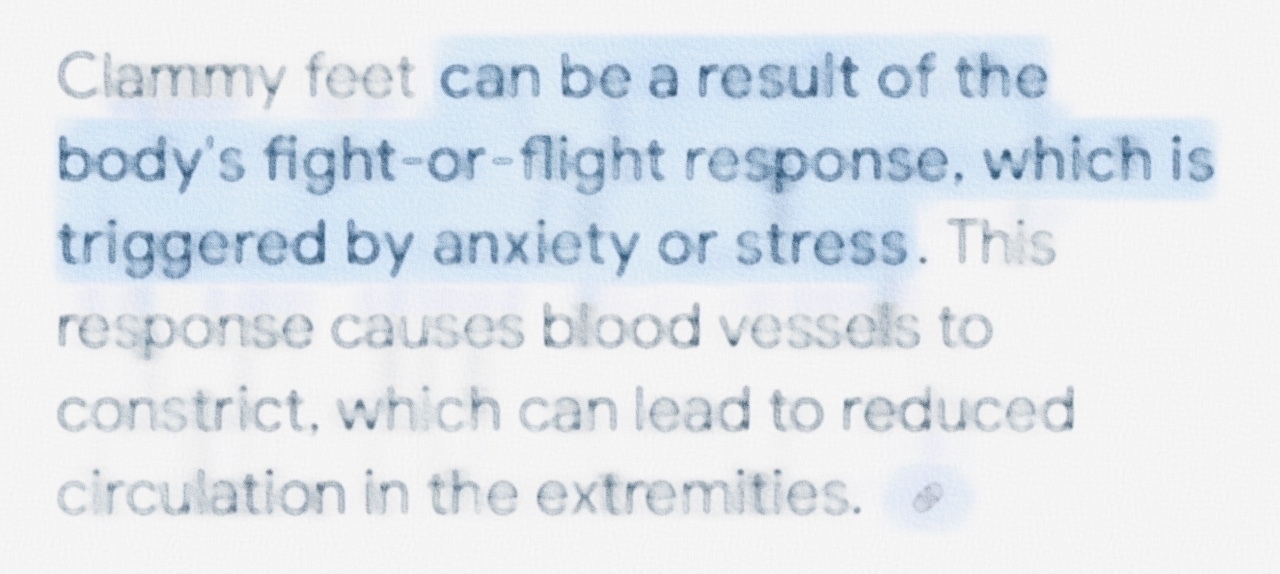 Clammy feet can be a result of the
body's fight-or-flight response, which is
triggered by anxiety or stress. This
response causes blood vessels to
constrict, which can lead to reduced
circulation in the extremities.